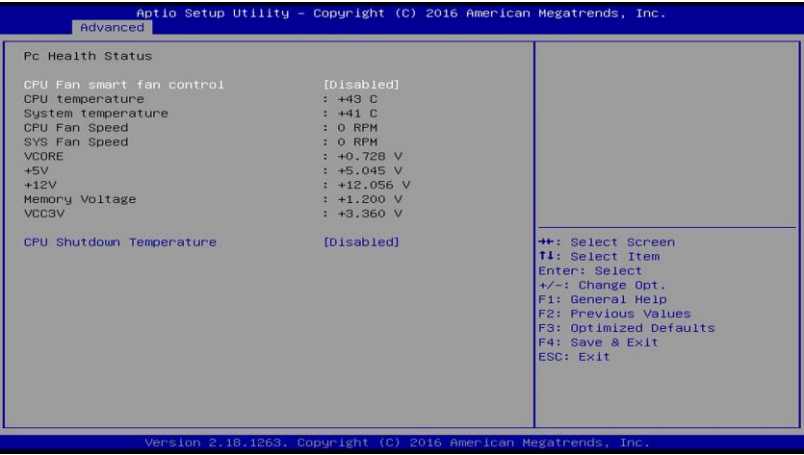 Aptio Setup Utility – Copyright (C) 2016 American Megatrends, Inc.
Advanced
Pc Health Status
CPU Fan smart fan control [Disabled]
CPU temperature : +43 C
System temperature : +41 C
CPU Fan Speed : 0 RPM
SYS Fan Speed : 0 RPM
VCORE : +0.728 V
+5V : +5.045 V
+12V : +12.056 V
Memory Voltage : +1.200 V
VCC3V : +3.360 V
CPU Shutdown Temperature [Disabled]
→←: Select Screen
↑↓: Select Item
Enter: Select
+/-: Change Opt.
F1: General Help
F2: Previous Values
F3: Optimized Defaults
F4: Save & Exit
ESC: Exit
Version 2.18.1263. Copyright (C) 2016 American Megatrends, Inc.